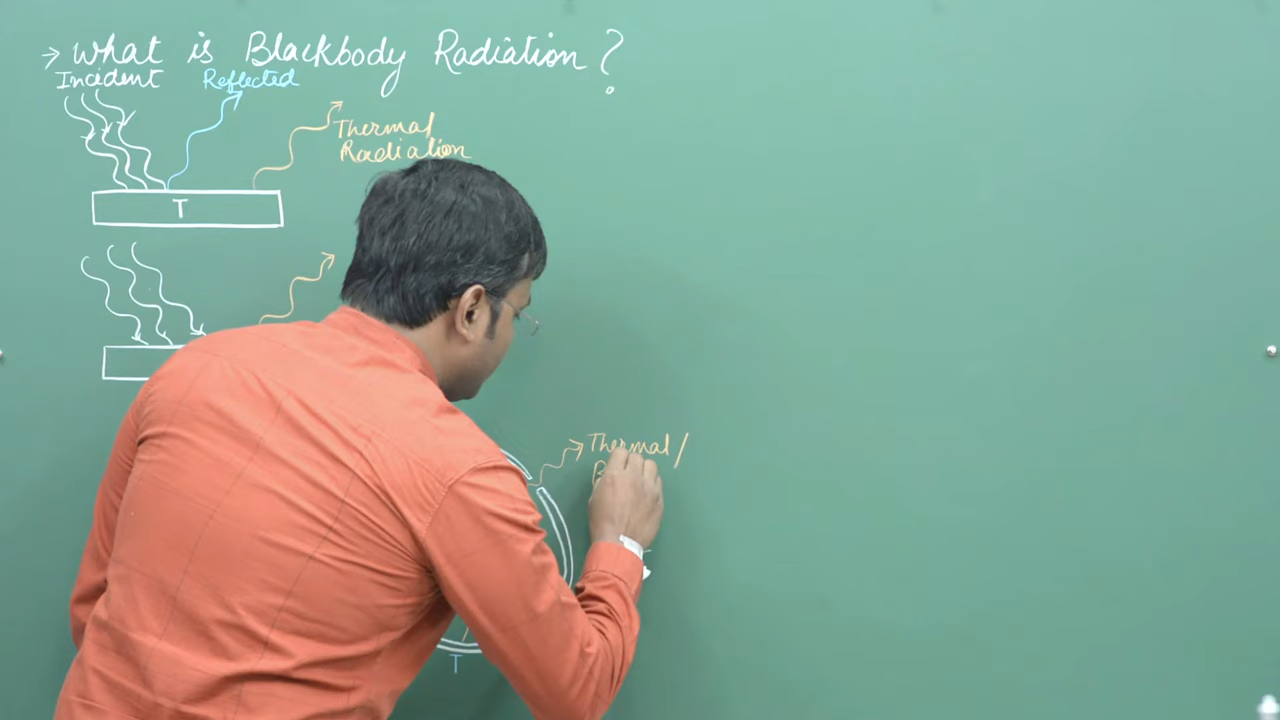 → What is Blackbody Radiation ?
Incident Reflected
Thermal
Radiation
T
Thermal /
T